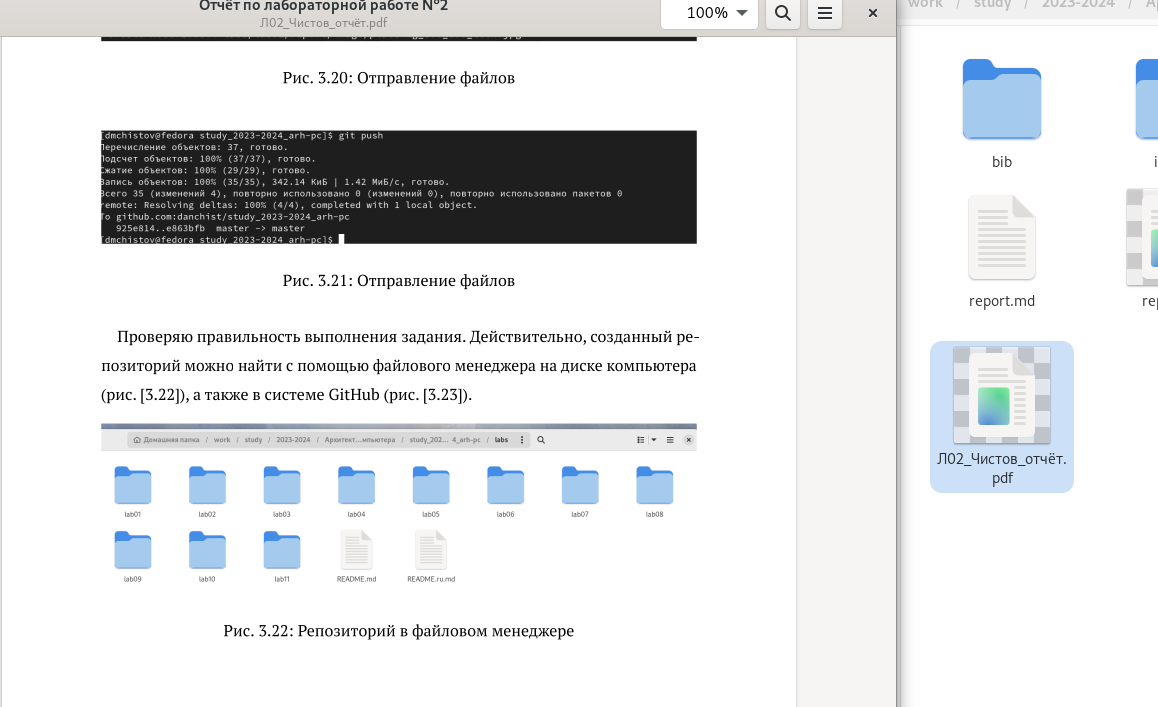 Отчёт по лабораторной работе №2
Л02_Чистов_отчёт.pdf
100%
work / study / 2023-2024 /
Рис. 3.20: Отправление файлов
[dmchistov@fedora study_2023-2024_arh-pc]$ git push
Перечисление объектов: 37, готово.
Подсчет объектов: 100% (37/37), готово.
Сжатие объектов: 100% (29/29), готово.
Запись объектов: 100% (35/35), 342.14 КиБ | 1.42 МиБ/с, готово.
Всего 35 (изменений 4), повторно использовано 0 (изменений 0), повторно использовано пакетов 0
remote: Resolving deltas: 100% (4/4), completed with 1 local object.
To github.com:danchist/study_2023-2024_arh-pc
925e814..e863bfb master -> master
[dmchistov@fedora study_2023-2024_arh-pc]$
Рис. 3.21: Отправление файлов
Проверяю правильность выполнения задания. Действительно, созданный ре-
позиторий можно найти с помощью файлового менеджера на диске компьютера
(рис. [3.22]), а также в системе GitHub (рис. [3.23]).
Домашняя папка / work / study / 2023-2024 / Архитект...мпьютера / study_202... 4_arh-pc / labs
lab01 lab02 lab03 lab04 lab05 lab06 lab07 lab08
lab09 lab10 lab11 README.md README.ru.md
Рис. 3.22: Репозиторий в файловом менеджере
bib
report.md
Л02_Чистов_отчёт.
pdf